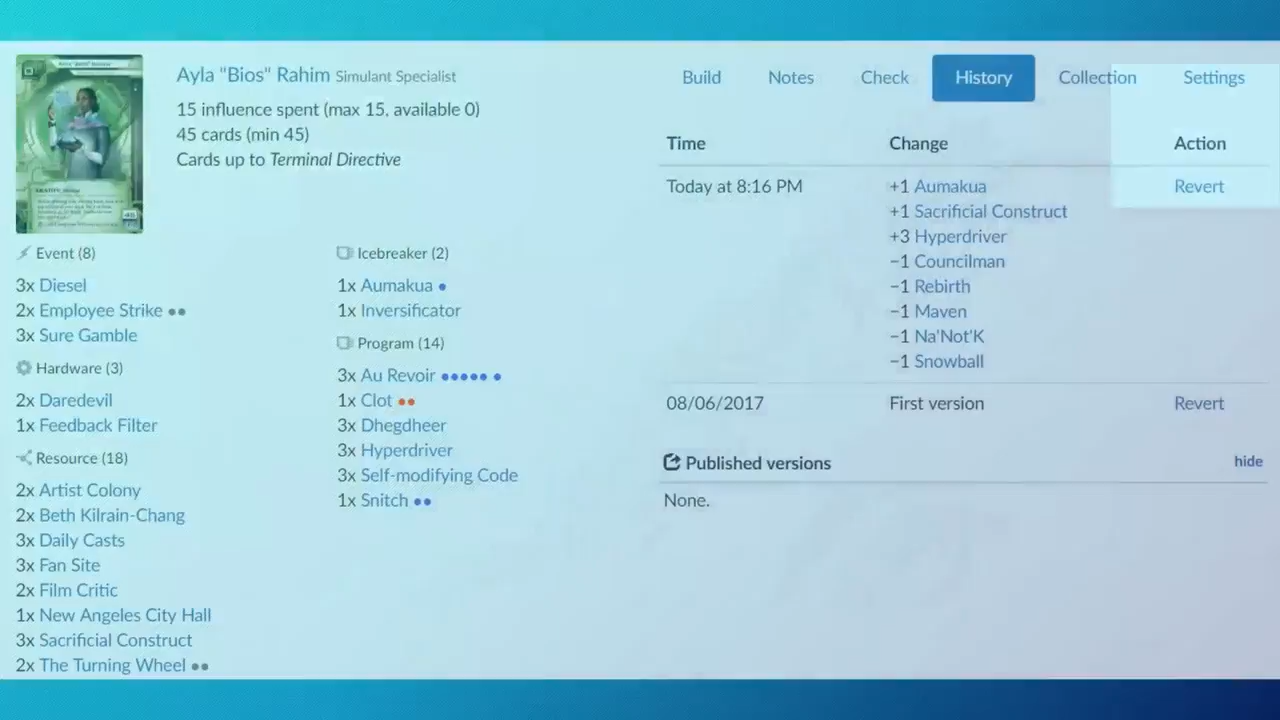 Ayla "Bios" Rahim Simulant Specialist
15 influence spent (max 15, available 0)
45 cards (min 45)
Cards up to Terminal Directive
Event (8)
3x Diesel
2x Employee Strike ●●
3x Sure Gamble
Hardware (3)
2x Daredevil
1x Feedback Filter
Resource (18)
2x Artist Colony
2x Beth Kilrain-Chang
3x Daily Casts
3x Fan Site
2x Film Critic
1x New Angeles City Hall
3x Sacrificial Construct
2x The Turning Wheel ●●
Icebreaker (2)
1x Aumakua ●
1x Inversificator
Program (14)
3x Au Revoir ●●●●● ●
1x Clot ●●
3x Dhegdheer
3x Hyperdriver
3x Self-modifying Code
1x Snitch ●●
Build Notes Check History Collection Settings
Time Change Action
Today at 8:16 PM +1 Aumakua Revert
+1 Sacrificial Construct
+3 Hyperdriver
−1 Councilman
−1 Rebirth
−1 Maven
−1 Na'Not'K
−1 Snowball
08/06/2017 First version Revert
Published versions hide
None.